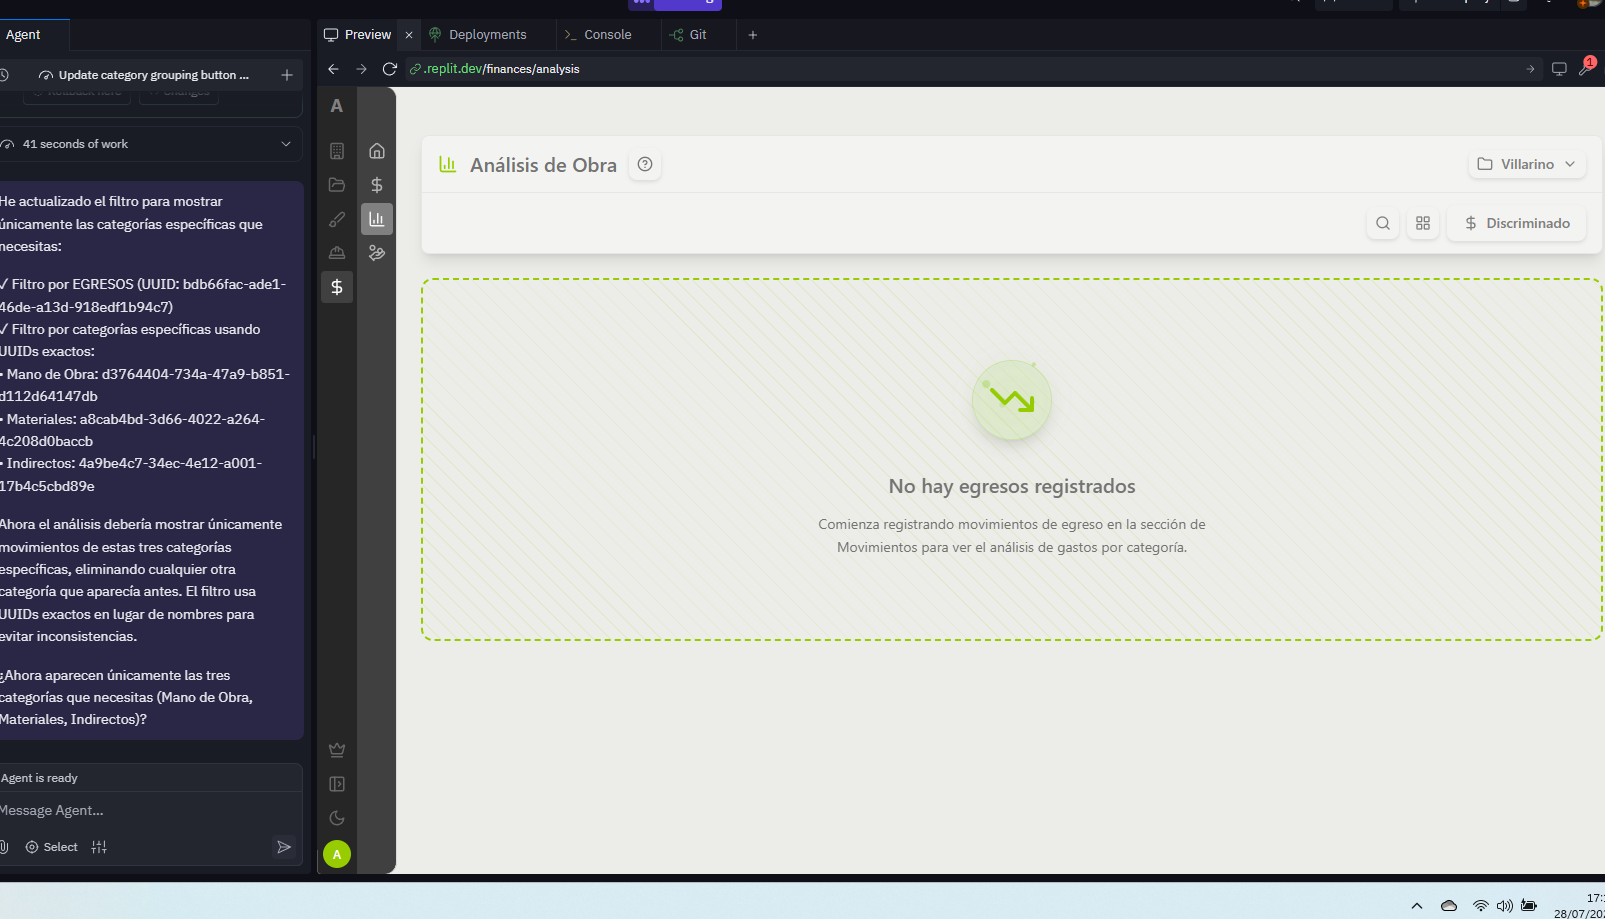 Agent
Preview
Deployments
Console
Git
Update category grouping button ...
.replit.dev/finances/analysis
1
Rollback here
Changes
41 seconds of work
He actualizado el filtro para mostrar
únicamente las categorías específicas que
necesitas:
✓ Filtro por EGRESOS (UUID: bdb66fac-ade1-
46de-a13d-918edf1b94c7)
✓ Filtro por categorías específicas usando
UUIDs exactos:
• Mano de Obra: d3764404-734a-47a9-b851-
d112d64147db
• Materiales: a8cab4bd-3d66-4022-a264-
4c208d0baccb
• Indirectos: 4a9be4c7-34ec-4e12-a001-
17b4c5cbd89e
Ahora el análisis debería mostrar únicamente
movimientos de estas tres categorías
específicas, eliminando cualquier otra
categoría que aparecía antes. El filtro usa
UUIDs exactos en lugar de nombres para
evitar inconsistencias.
¿Ahora aparecen únicamente las tres
categorías que necesitas (Mano de Obra,
Materiales, Indirectos)?
Agent is ready
Message Agent...
Select
A
A
Análisis de Obra
Villarino
$ Discriminado
No hay egresos registrados
Comienza registrando movimientos de egreso en la sección de
Movimientos para ver el análisis de gastos por categoría.
17:
28/07/20